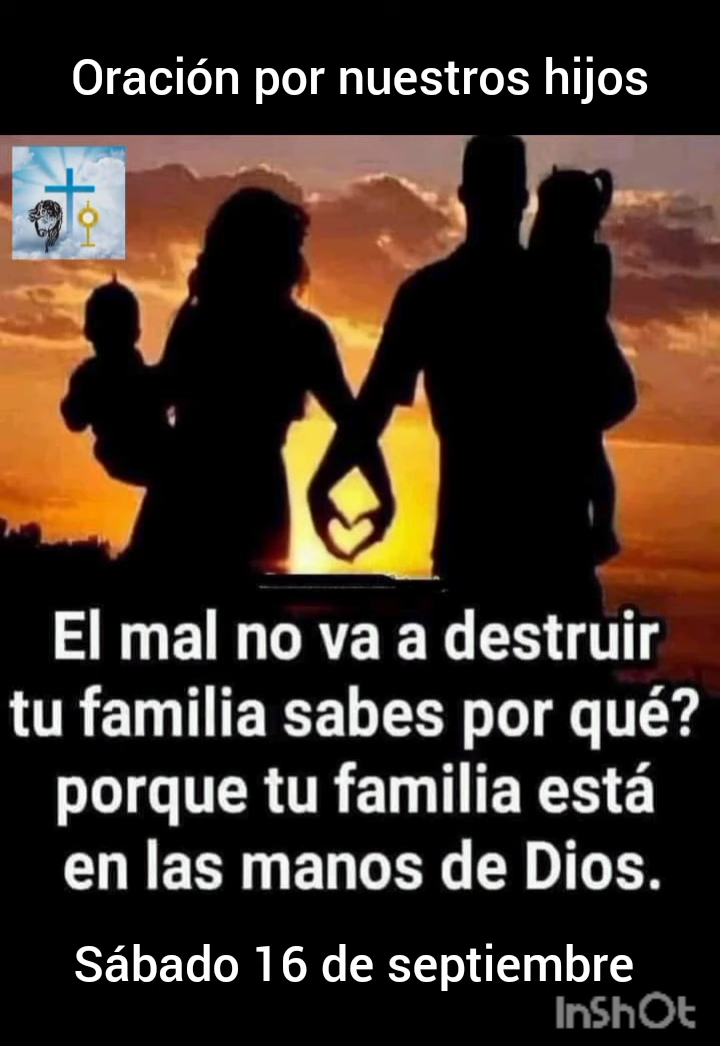 Oración por nuestros hijos
El mal no va a destruir
tu familia sabes por qué?
porque tu familia está
en las manos de Dios.
Sábado 16 de septiembre
InShOt